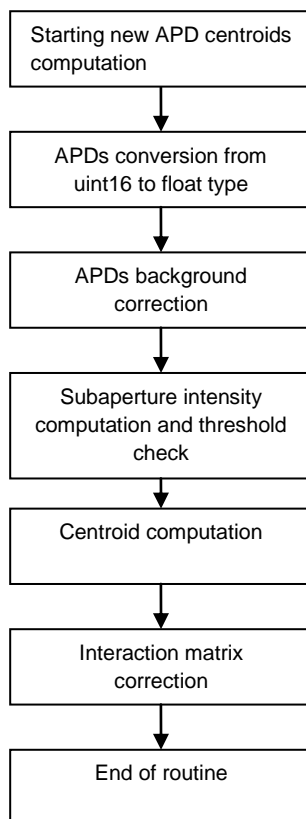 Starting new APD centroids
computation
APDs conversion from
uint16 to float type
APDs background
correction
Subaperture intensity
computation and threshold
check
Centroid computation
Interaction matrix
correction
End of routine